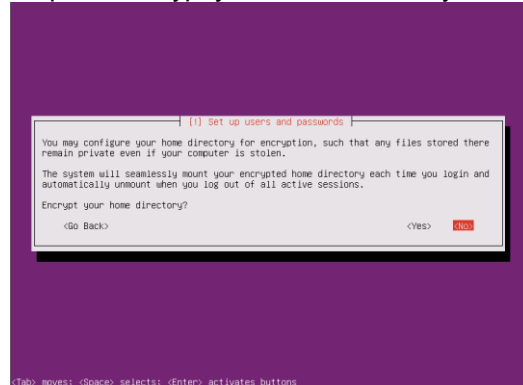 [!] Set up users and passwords
You may configure your home directory for encryption, such that any files stored there
remain private even if your computer is stolen.
The system will seamlessly mount your encrypted home directory each time you login and
automatically unmount when you log out of all active sessions.
Encrypt your home directory?
<Go Back> <Yes> <No>
<Tab> moves; <Space> selects; <Enter> activates buttons